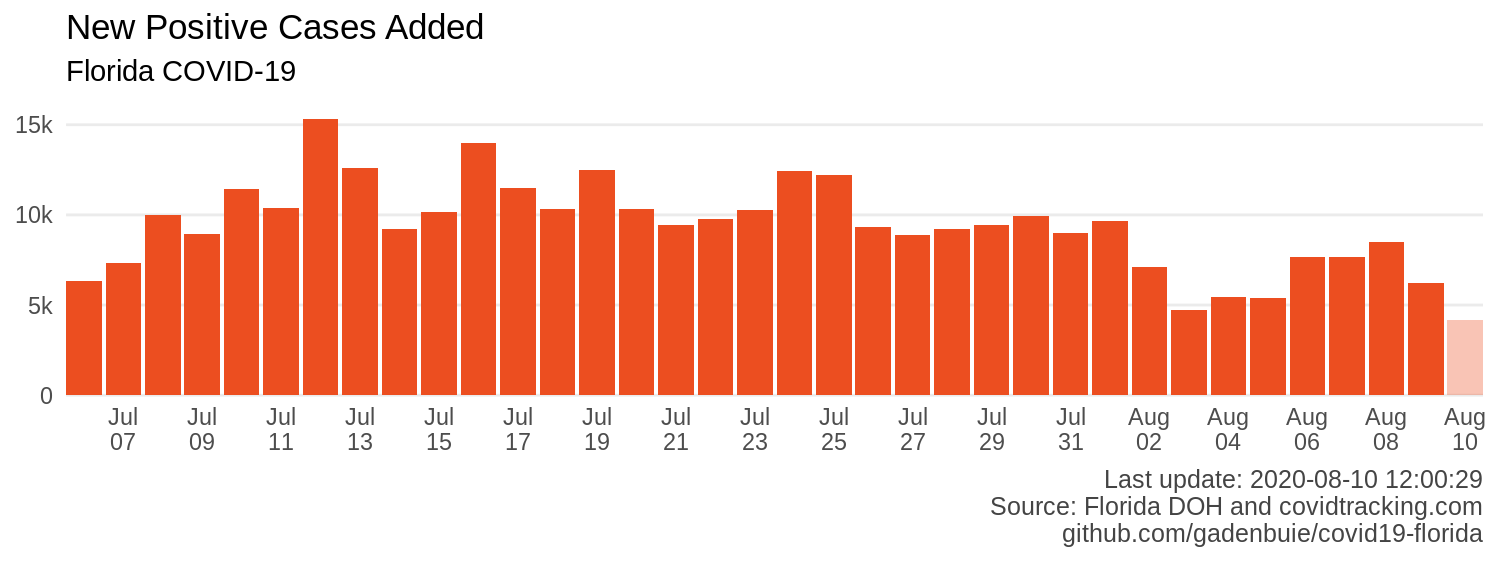 New Positive Cases Added
Florida COVID-19
15k
10k
5k
0
Jul Jul Jul Jul Jul Jul Jul Jul Jul Jul Jul Jul Jul Aug Aug Aug Aug Aug
07 09 11 13 15 17 19 21 23 25 27 29 31 02 04 06 08 10
Last update: 2020-08-10 12:00:29
Source: Florida DOH and covidtracking.com
github.com/gadenbuie/covid19-florida